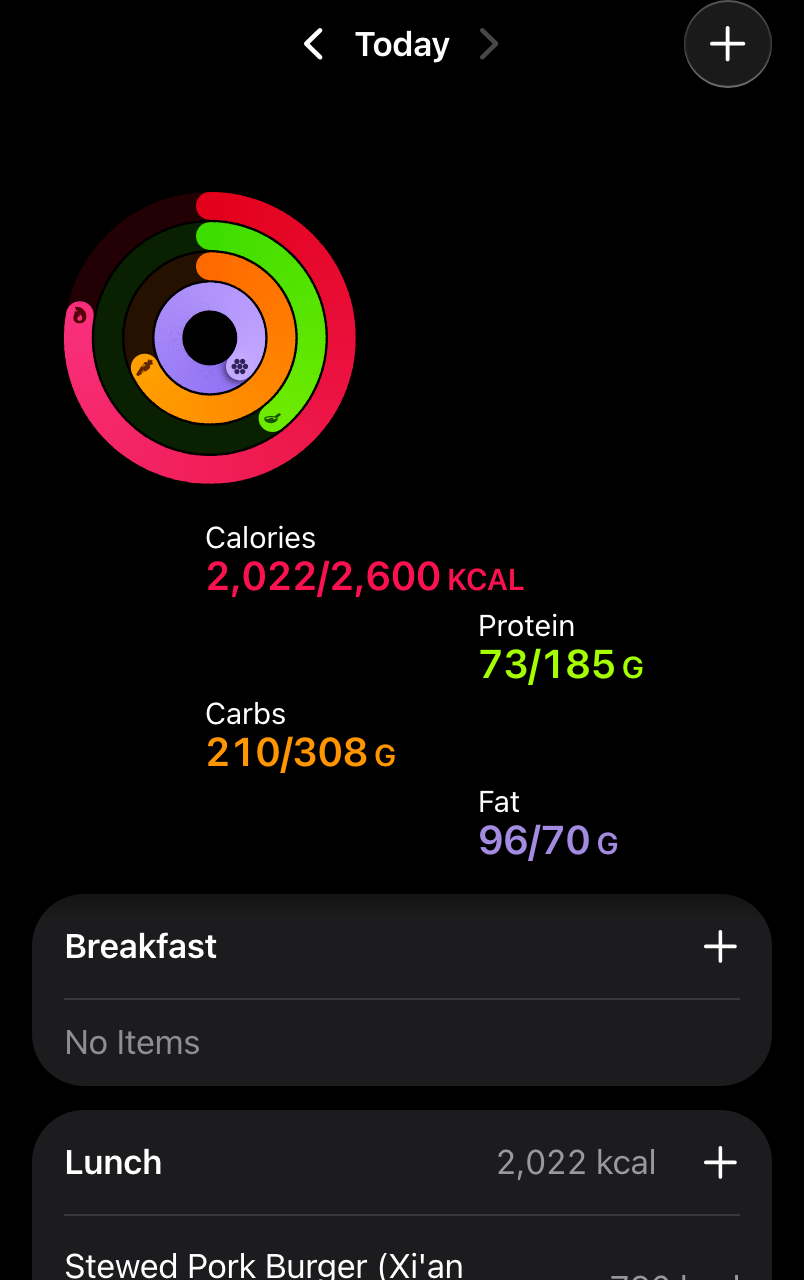 Today
Calories
2,022/2,600 KCAL
Protein
73/185 G
Carbs
210/308 G
Fat
96/70 G
Breakfast
No Items
Lunch 2,022 kcal
Stewed Pork Burger (Xi'an